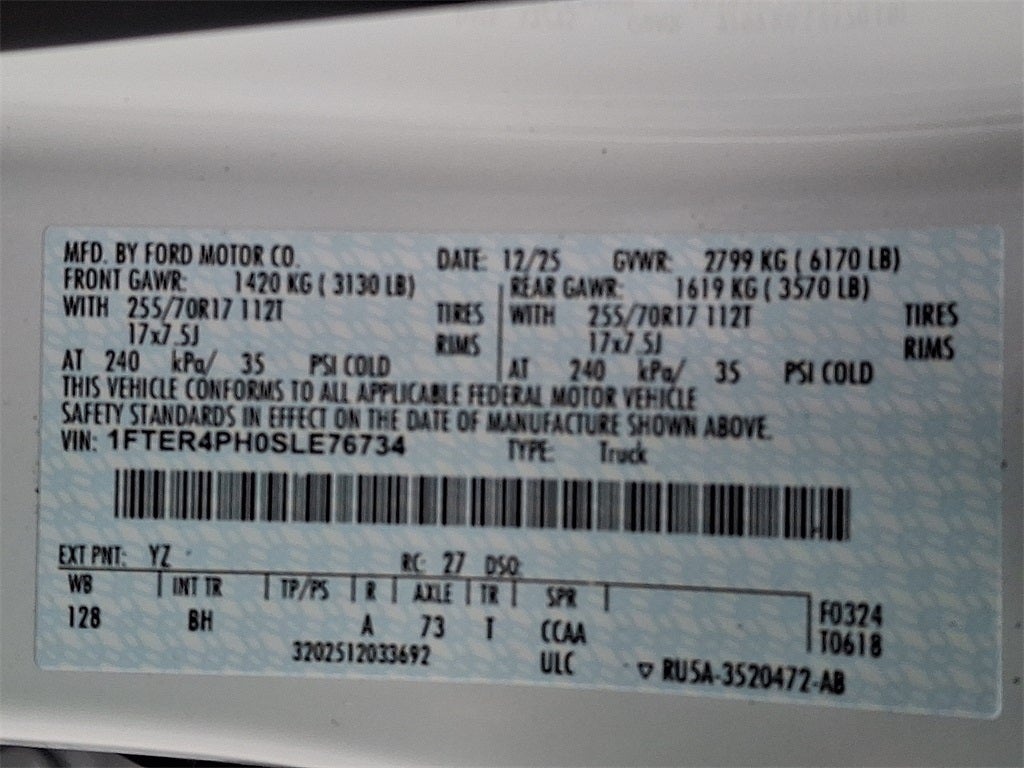 MFD. BY FORD MOTOR CO. DATE: 12/25 GVWR: 2799 KG ( 6170 LB)
FRONT GAWR: 1420 KG ( 3130 LB) REAR GAWR: 1619 KG ( 3570 LB)
WITH 255/70R17 112T TIRES WITH 255/70R17 112T TIRES
17x7.5J RIMS 17x7.5J RIMS
AT 240 kPa/ 35 PSI COLD AT 240 kPa/ 35 PSI COLD
THIS VEHICLE CONFORMS TO ALL APPLICABLE FEDERAL MOTOR VEHICLE
SAFETY STANDARDS IN EFFECT ON THE DATE OF MANUFACTURE SHOWN ABOVE.
VIN: 1FTER4PH0SLE76734 TYPE: Truck
EXT PNT: YZ RC: 27 DSO:
WB INT TR TP/PS R AXLE TR SPR F0324
128 BH A 73 T CCAA T0618
3202512033692 ULC RU5A-3520472-AB